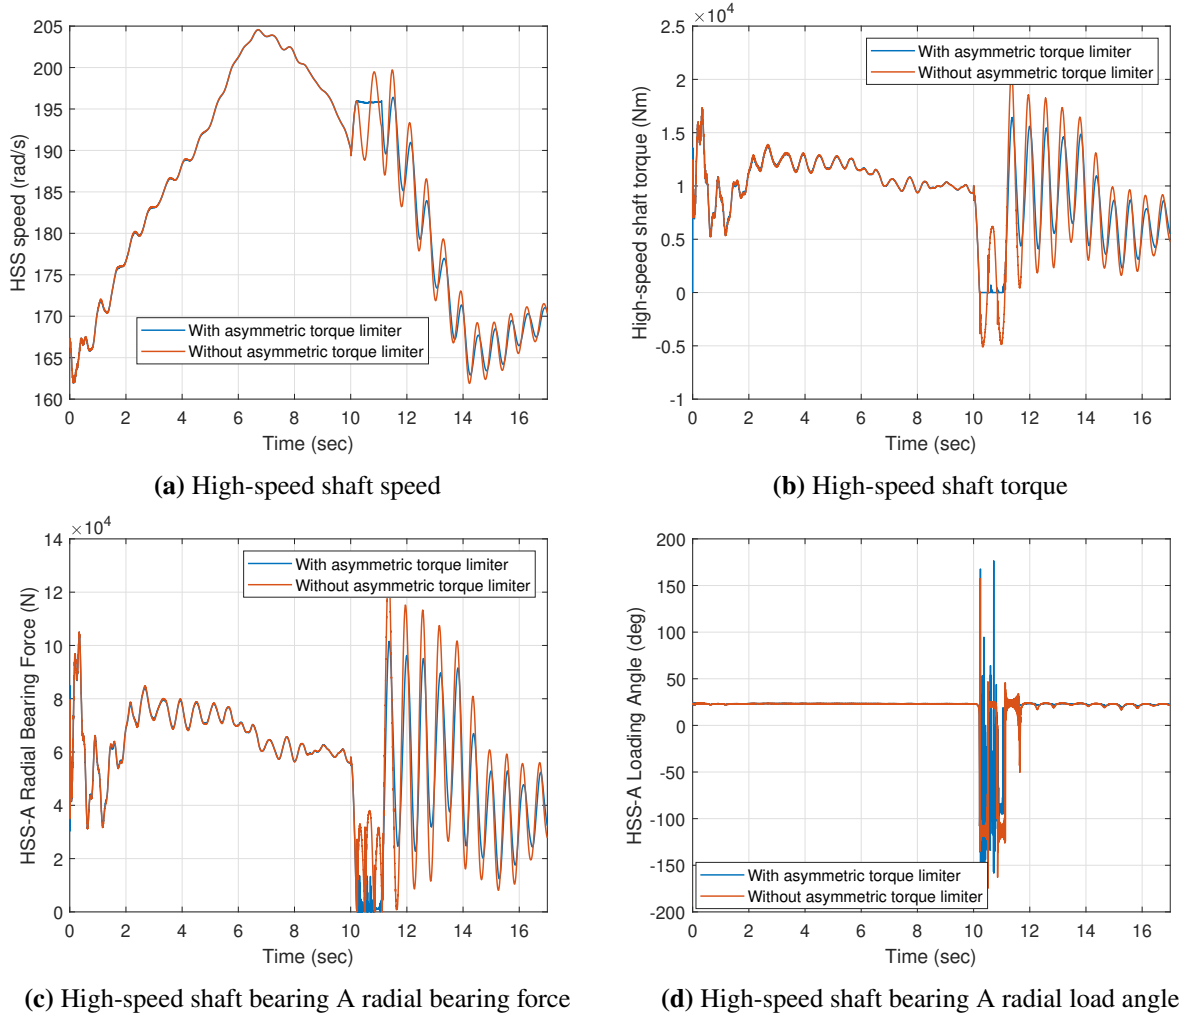 205
200
195
190
185
180
175
170
165
160
HSS speed (rad/s)
With asymmetric torque limiter
Without asymmetric torque limiter
0 2 4 6 8 10 12 14 16
Time (sec)
(a) High-speed shaft speed
×10⁴
2.5
2
1.5
1
0.5
0
-0.5
-1
High-speed shaft torque (Nm)
With asymmetric torque limiter
Without asymmetric torque limiter
0 2 4 6 8 10 12 14 16
Time (sec)
(b) High-speed shaft torque
×10⁴
14
12
10
8
6
4
2
0
HSS-A Radial Bearing Force (N)
With asymmetric torque limiter
Without asymmetric torque limiter
0 2 4 6 8 10 12 14 16
Time (sec)
(c) High-speed shaft bearing A radial bearing force
200
150
100
50
0
-50
-100
-150
-200
HSS-A Loading Angle (deg)
With asymmetric torque limiter
Without asymmetric torque limiter
0 2 4 6 8 10 12 14 16
Time (sec)
(d) High-speed shaft bearing A radial load angle